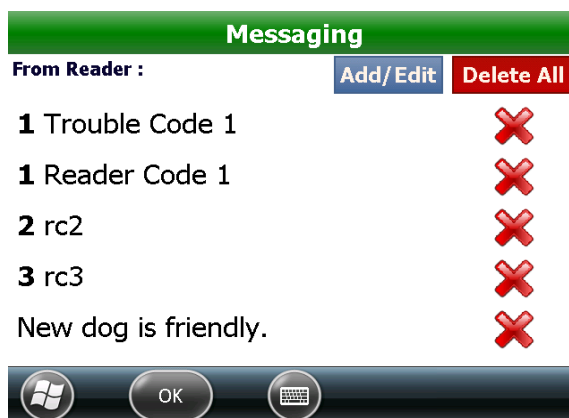 Messaging
From Reader : Add/Edit Delete All
1 Trouble Code 1
1 Reader Code 1
2 rc2
3 rc3
New dog is friendly.
OK